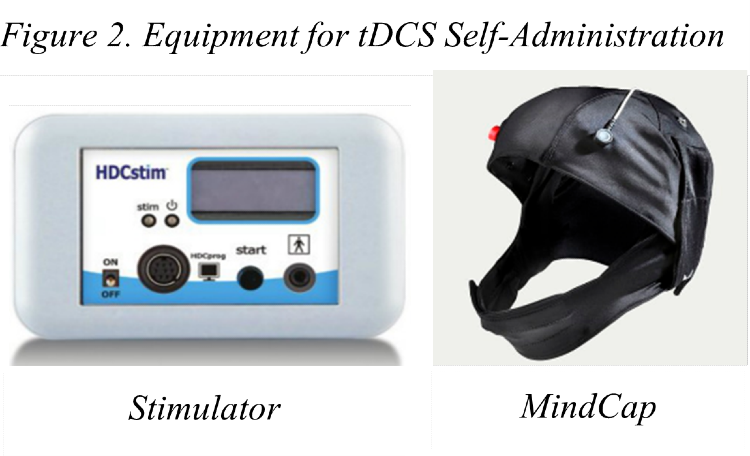 Figure 2. Equipment for tDCS Self-Administration
HDCstim
stim
HDCprog
start
ON
OFF
Stimulator
MindCap